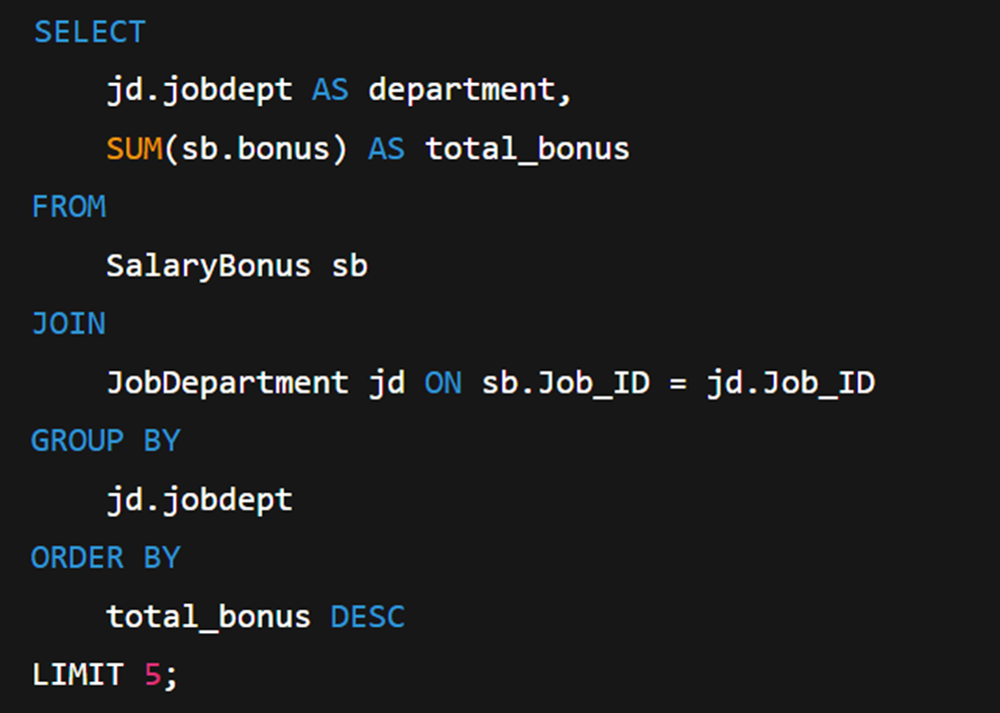 SELECT
    jd.jobdept AS department,
    SUM(sb.bonus) AS total_bonus
FROM
    SalaryBonus sb
JOIN
    JobDepartment jd ON sb.Job_ID = jd.Job_ID
GROUP BY
    jd.jobdept
ORDER BY
    total_bonus DESC
LIMIT 5;